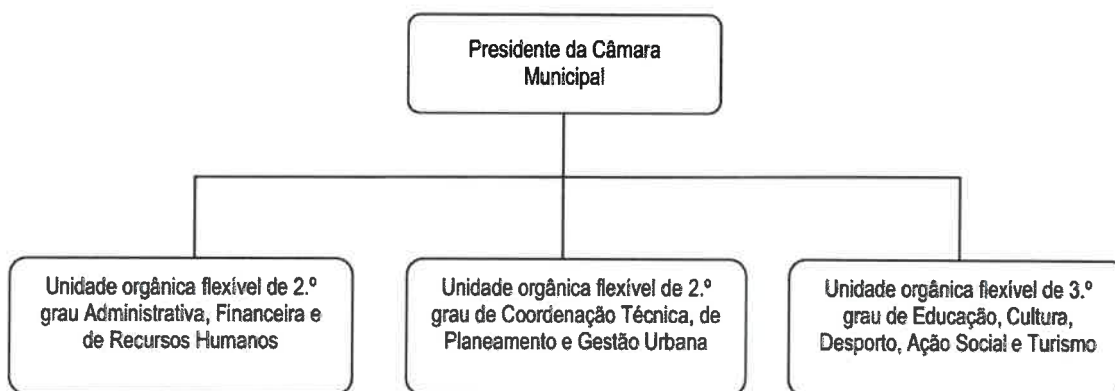 Presidente da Câmara
Municipal
Unidade orgânica flexível de 2.º
grau Administrativa, Financeira e
de Recursos Humanos
Unidade orgânica flexível de 2.º
grau de Coordenação Técnica, de
Planeamento e Gestão Urbana
Unidade orgânica flexível de 3.º
grau de Educação, Cultura,
Desporto, Ação Social e Turismo